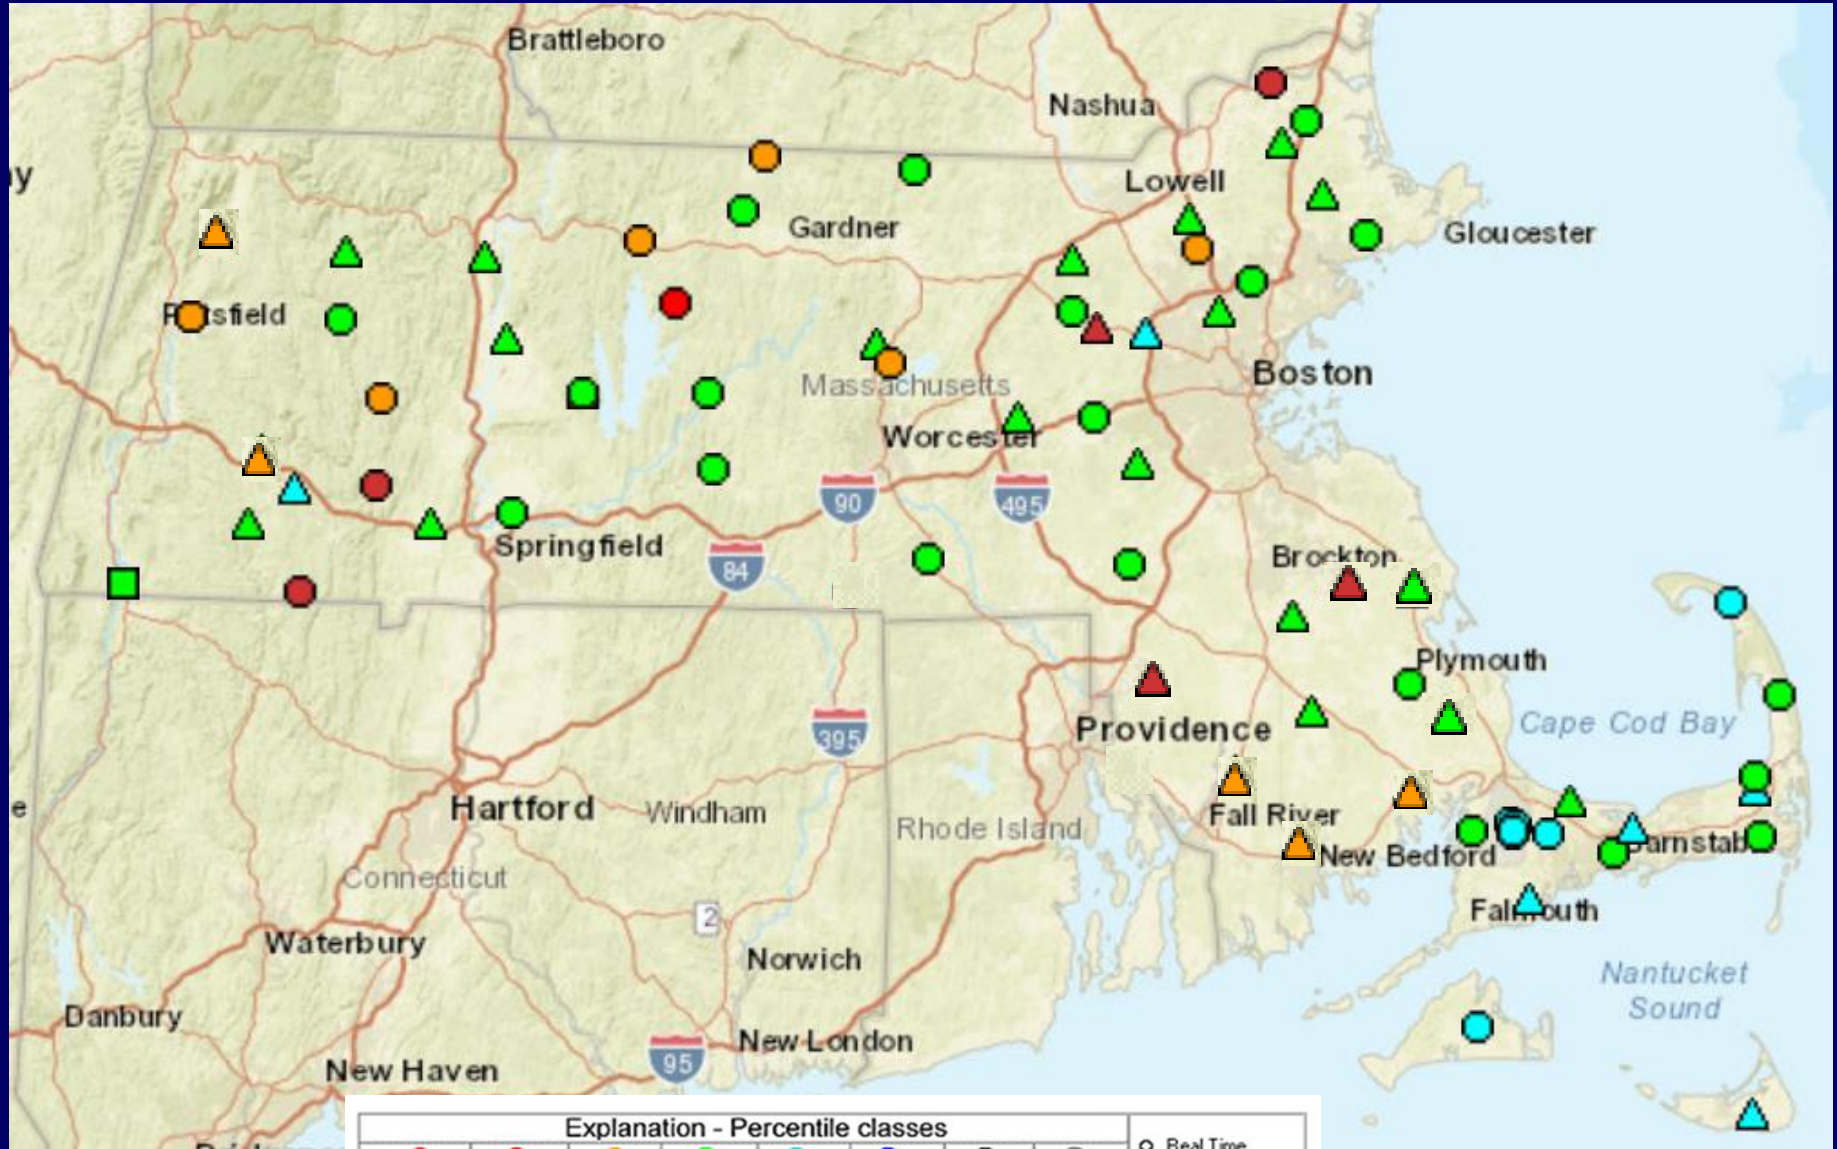 Brattleboro
Nashua
Lowell
Gardner
Gloucester
Boston
Massachusetts
Worcester
90
495
Springfield
84
Brockton
Plymouth
Cape Cod Bay
395
Providence
Hartford
Windham
Fall River
Rhode Island
New Bedford
Connecticut
Falmouth
2
Waterbury
Norwich
Nantucket
Sound
Danbury
New London
95
New Haven
Explanation - Percentile classes
Real Time